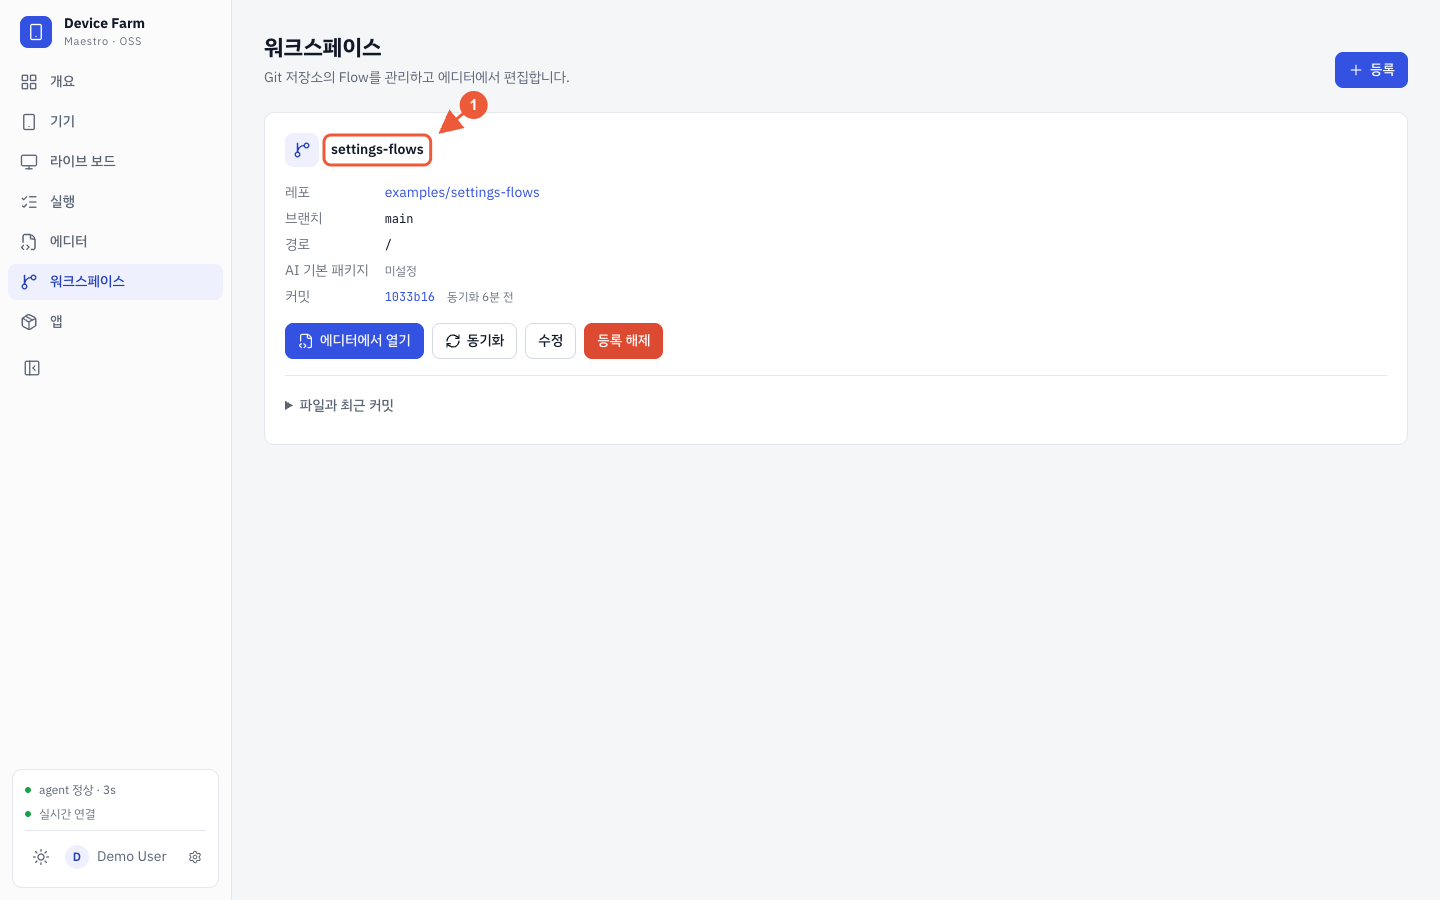 Device Farm
Maestro · OSS
개요
기기
라이브 보드
실행
에디터
워크스페이스
앱
agent 정상 · 3s
실시간 연결
D Demo User
워크스페이스
Git 저장소의 Flow를 관리하고 에디터에서 편집합니다.
등록
1
settings-flows
레포 examples/settings-flows
브랜치 main
경로 /
AI 기본 패키지 미설정
커밋 1033b16 동기화 6분 전
에디터에서 열기 동기화 수정 등록 해제
파일과 최근 커밋